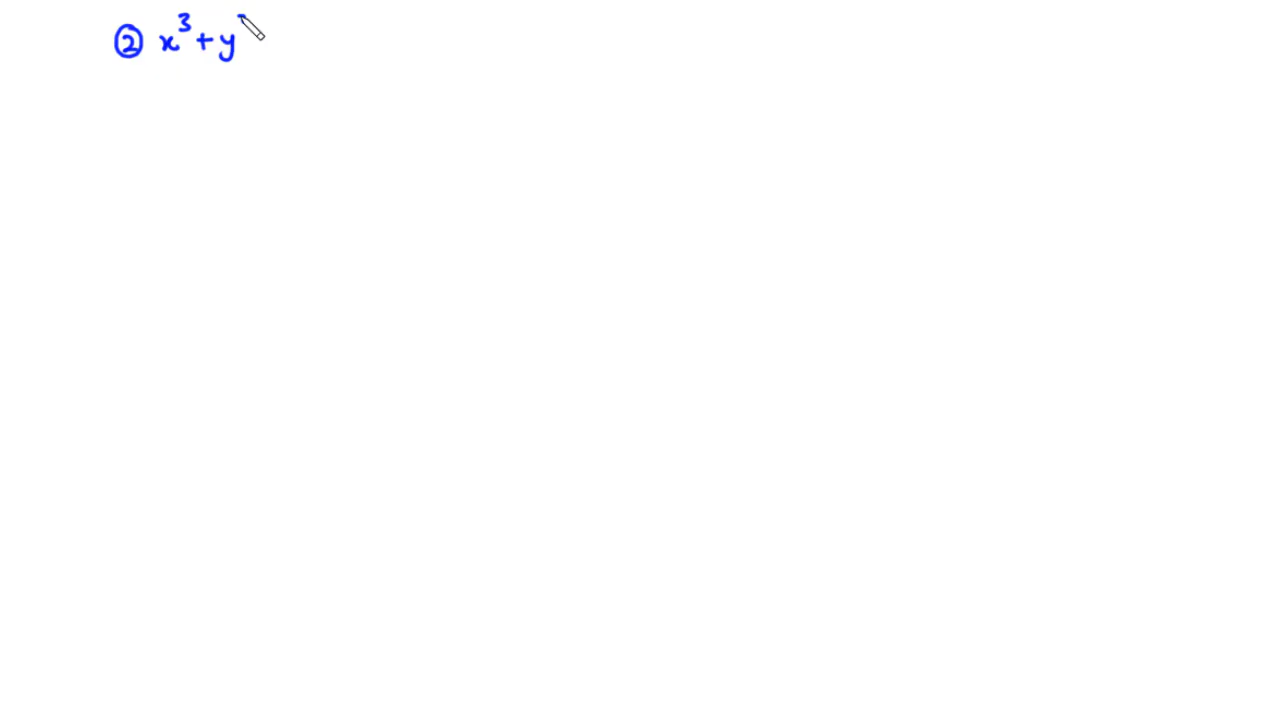 ② x³ + y